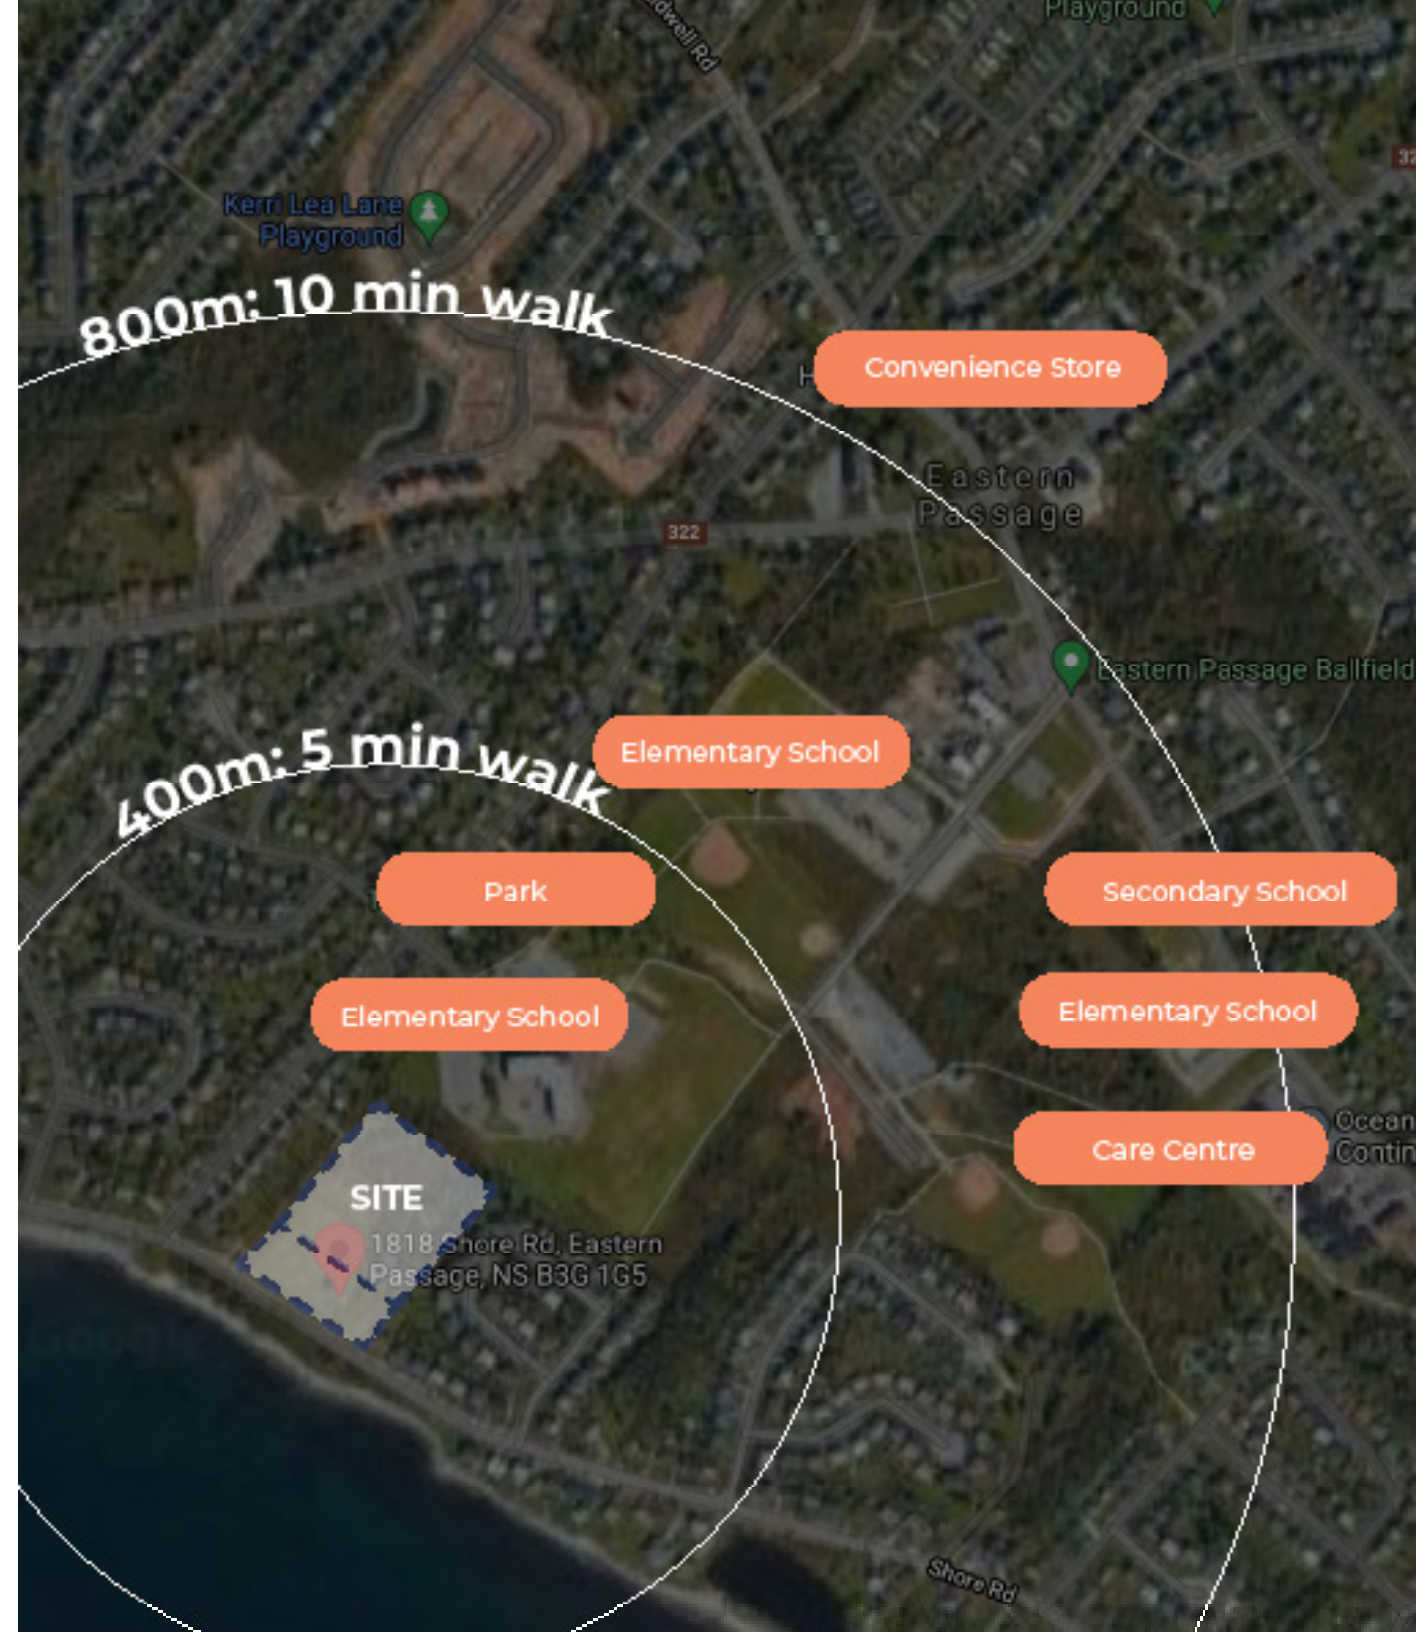 Playground
Kerri Lea Lane
Playground
800m: 10 min walk
Convenience Store
Eastern
Passage
322
Eastern Passage Ballfield
Elementary School
400m: 5 min walk
Park
Secondary School
Elementary School
Elementary School
Care Centre
Ocean
SITE
1818 Shore Rd, Eastern
Passage, NS B3G 1G5
Shore Rd